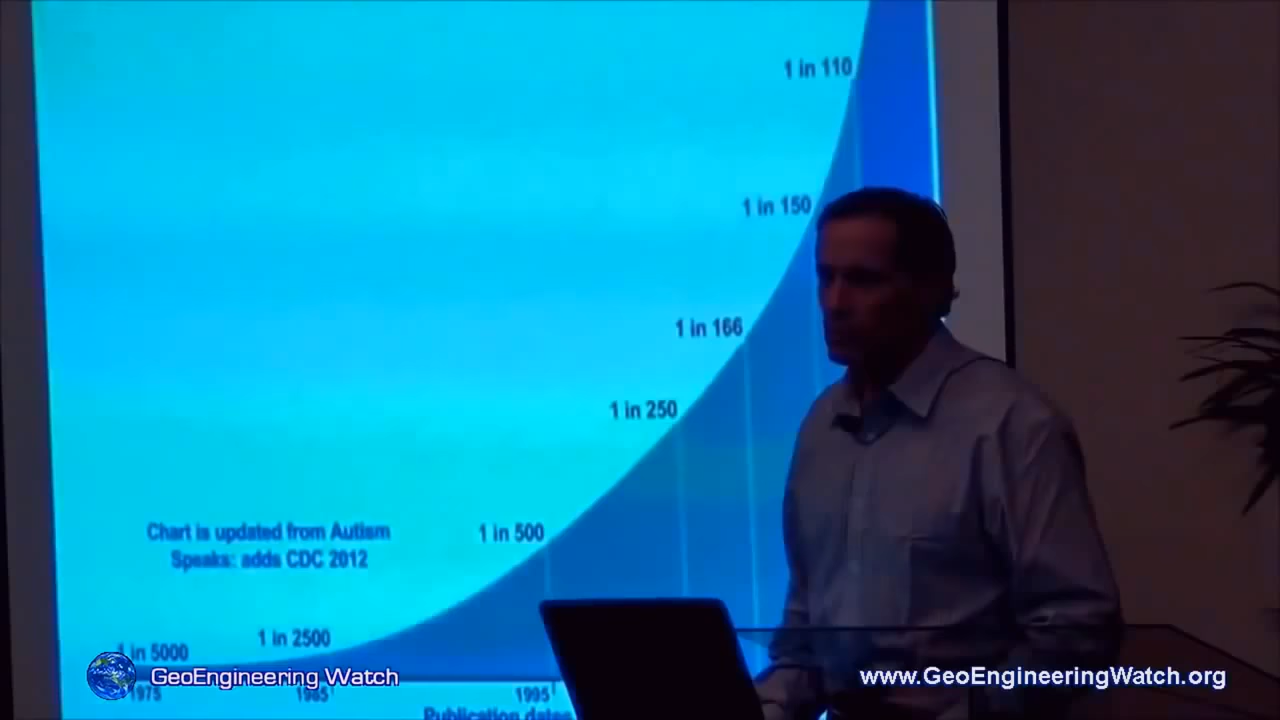 1 in 110
1 in 150
1 in 166
1 in 250
1 in 500
Chart is updated from Autism
Speaks: adds CDC 2012
1 in 2500
1 in 5000
GeoEngineering Watch
www.GeoEngineeringWatch.org
1975 1985 1995
Publication dates